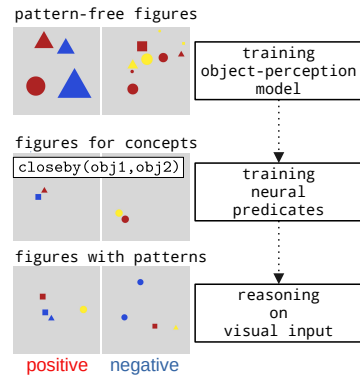 pattern-free figures
training
object-perception
model
figures for concepts
closeby(obj1,obj2)
training
neural
predicates
figures with patterns
reasoning
on
visual input
positive negative